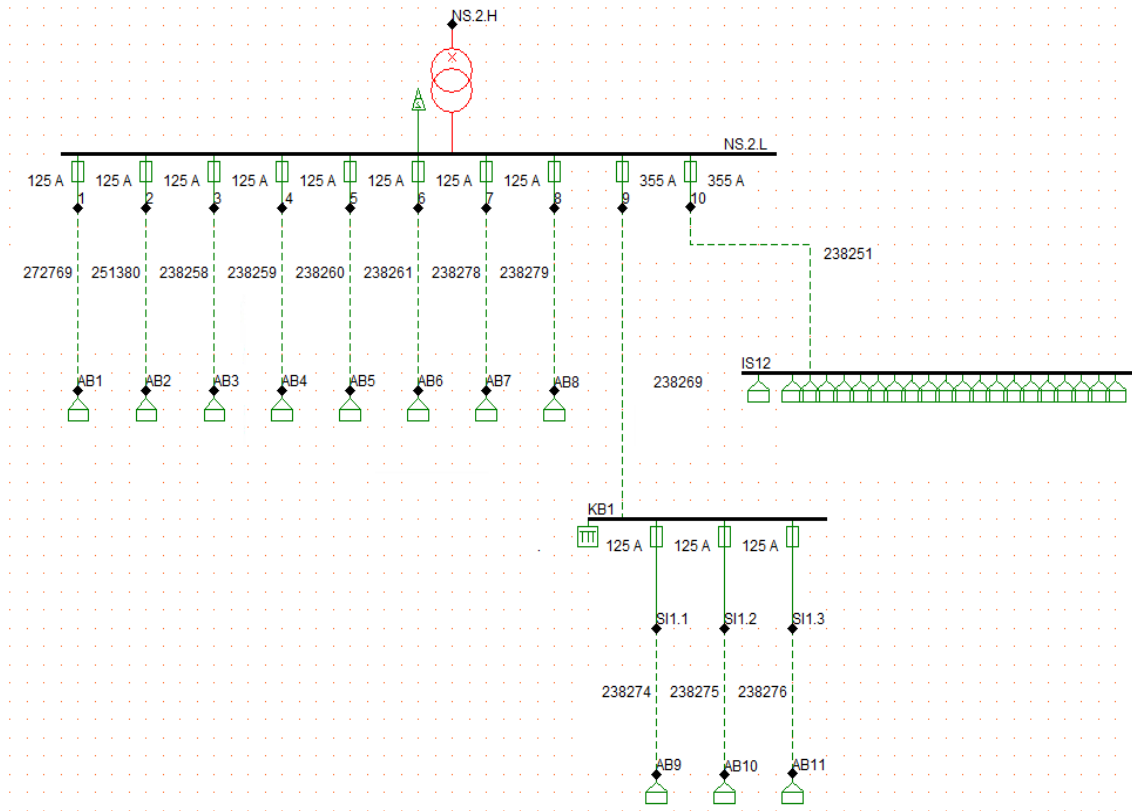 NS.2.H
NS.2.L
125 A 125 A 125 A 125 A 125 A 125 A 125 A 125 A 355 A 355 A
1 2 3 4 5 6 7 8 9 10
238251
272769 251380 238258 238259 238260 238261 238278 238279
IS12
AB1 AB2 AB3 AB4 AB5 AB6 AB7 AB8 238269
KB1
125 A 125 A 125 A
SI1.1 SI1.2 SI1.3
238274 238275 238276
AB9 AB10 AB11